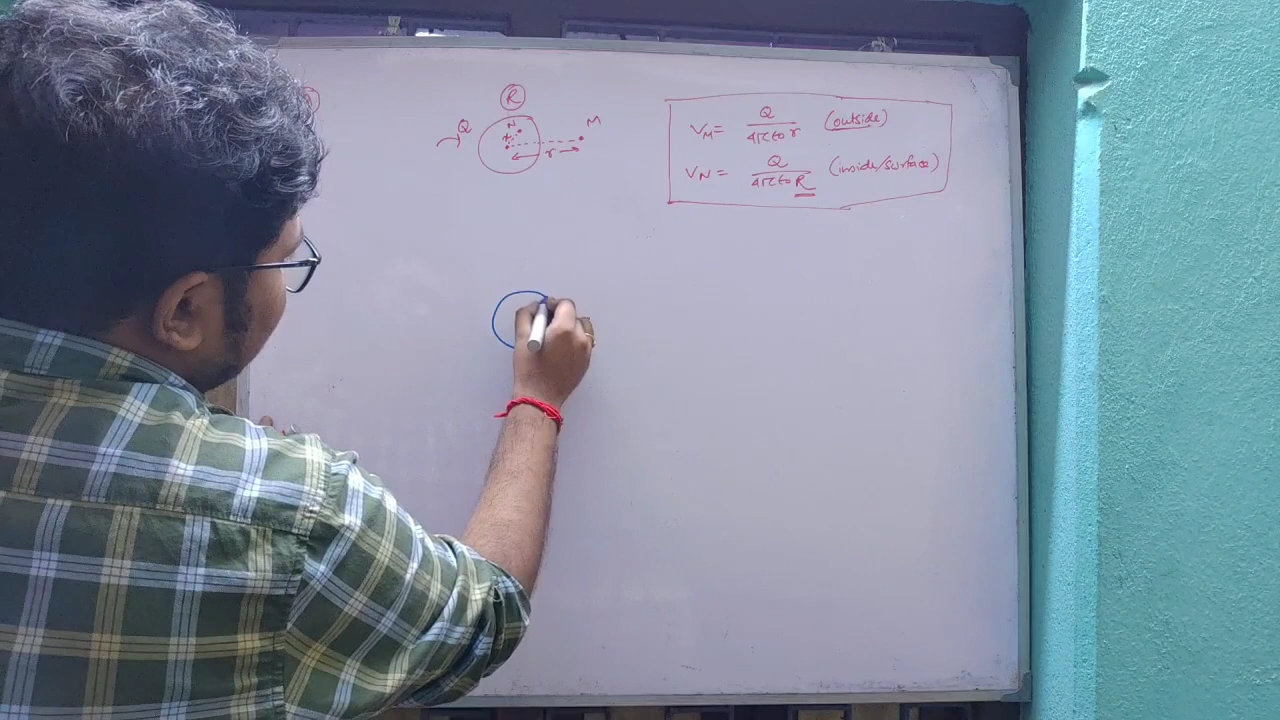 R
Q
N
M
r
V_M = Q / 4πε₀r (outside)
V_N = Q / 4πε₀R (inside/surface)